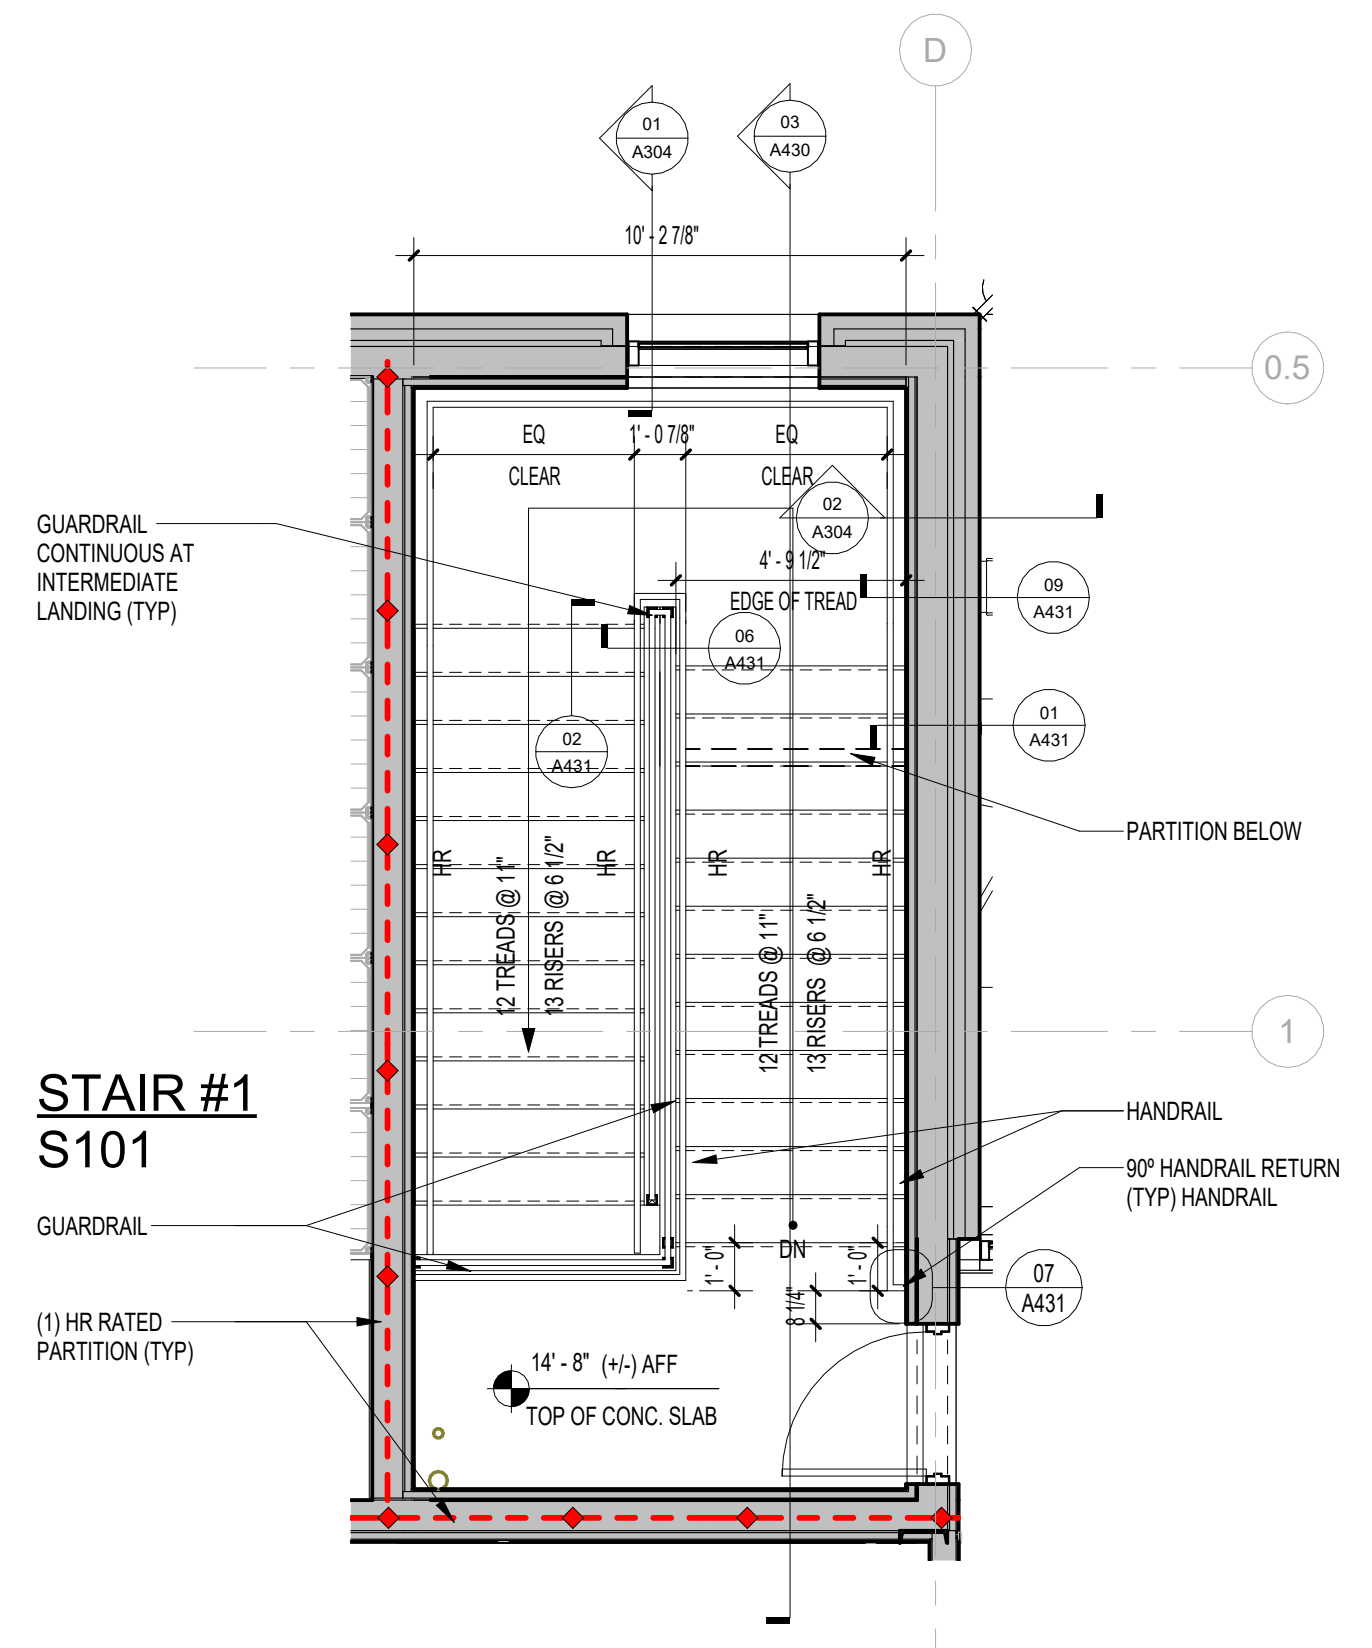 D
01
A304
03
A430
10' - 2 7/8"
0.5
EQ
1' - 0 7/8"
EQ
CLEAR
CLEAR
02
A304
GUARDRAIL
CONTINUOUS AT
INTERMEDIATE
LANDING (TYP)
4' - 9 1/2"
EDGE OF TREAD
09
A431
06
A431
01
A431
02
A431
PARTITION BELOW
HR
HR
HR
HR
12 TREADS @ 11"
13 RISERS @ 6 1/2"
12 TREADS @ 11"
13 RISERS @ 6 1/2"
1
STAIR #1
S101
HANDRAIL
90º HANDRAIL RETURN
(TYP) HANDRAIL
GUARDRAIL
DN
1' - 0"
1' - 0"
8 1/4"
07
A431
(1) HR RATED
PARTITION (TYP)
14' - 8" (+/-) AFF
TOP OF CONC. SLAB